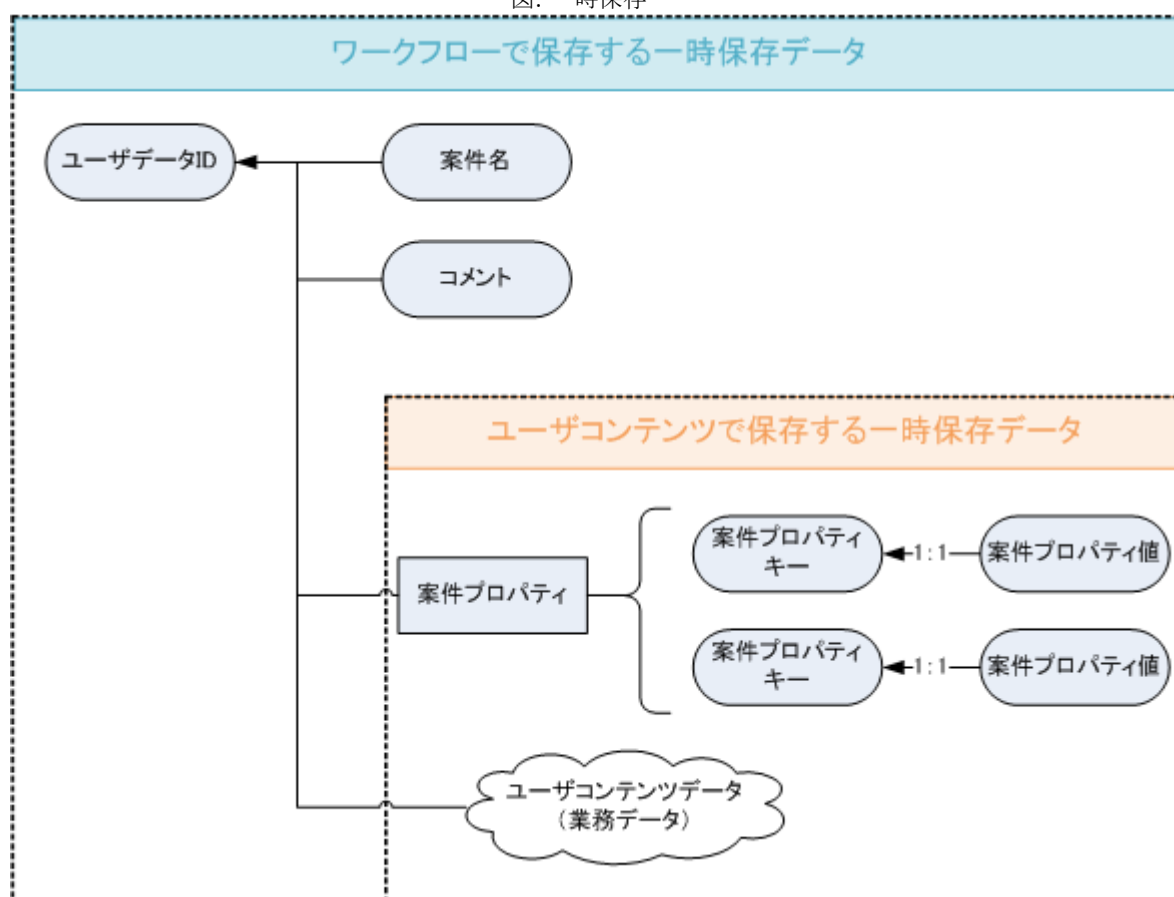 図: 一時保存
ワークフローで保存する一時保存データ
ユーザデータID
案件名
コメント
ユーザコンテンツで保存する一時保存データ
案件プロパティ
案件プロパティ
キー
1:1
案件プロパティ値
案件プロパティ
キー
1:1
案件プロパティ値
ユーザコンテンツデータ
（業務データ）